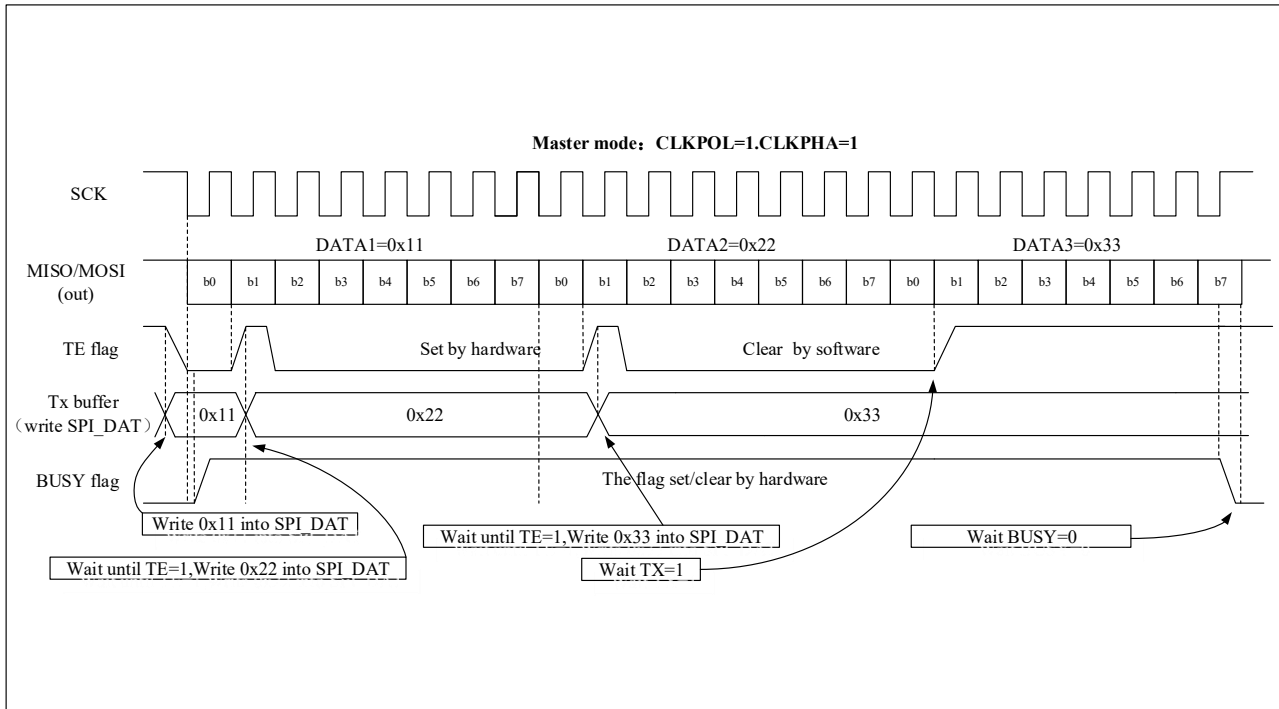 Master mode：CLKPOL=1.CLKPHA=1
SCK
DATA1=0x11 DATA2=0x22 DATA3=0x33
MISO/MOSI
(out)
b0 b1 b2 b3 b4 b5 b6 b7 b0 b1 b2 b3 b4 b5 b6 b7 b0 b1 b2 b3 b4 b5 b6 b7
TE flag
Set by hardware
Clear by software
Tx buffer
（write SPI_DAT）
0x11 0x22 0x33
BUSY flag
The flag set/clear by hardware
Write 0x11 into SPI_DAT
Wait until TE=1,Write 0x33 into SPI_DAT
Wait BUSY=0
Wait until TE=1,Write 0x22 into SPI_DAT
Wait TX=1